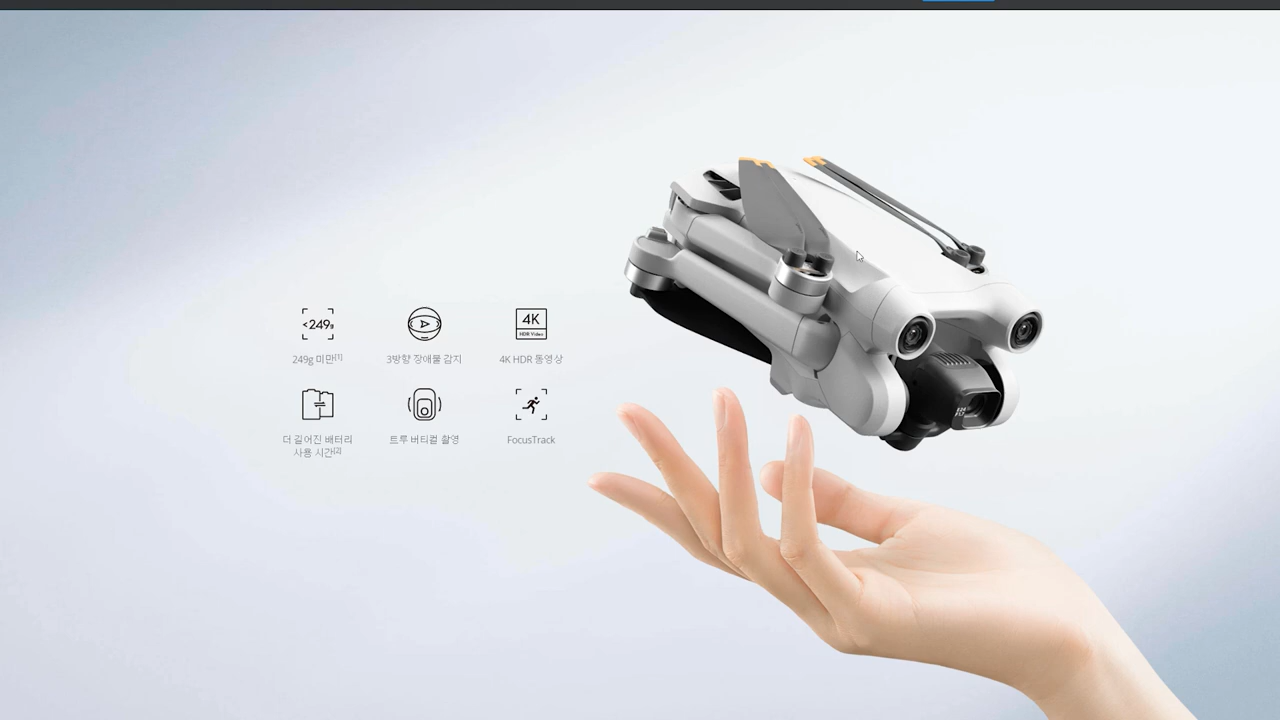 <249g
249g 미만[1]
3방향 장애물 감지
4K
HDR Video
4K HDR 동영상
더 길어진 배터리
사용 시간[2]
트루 버티컬 촬영
FocusTrack